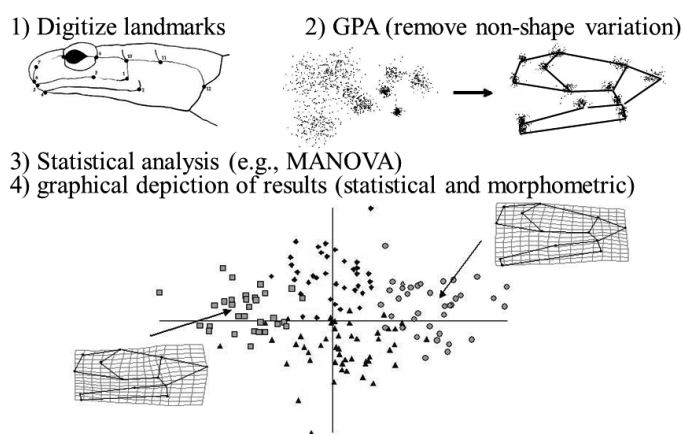 1) Digitize landmarks
2) GPA (remove non-shape variation)
3) Statistical analysis (e.g., MANOVA)
4) graphical depiction of results (statistical and morphometric)